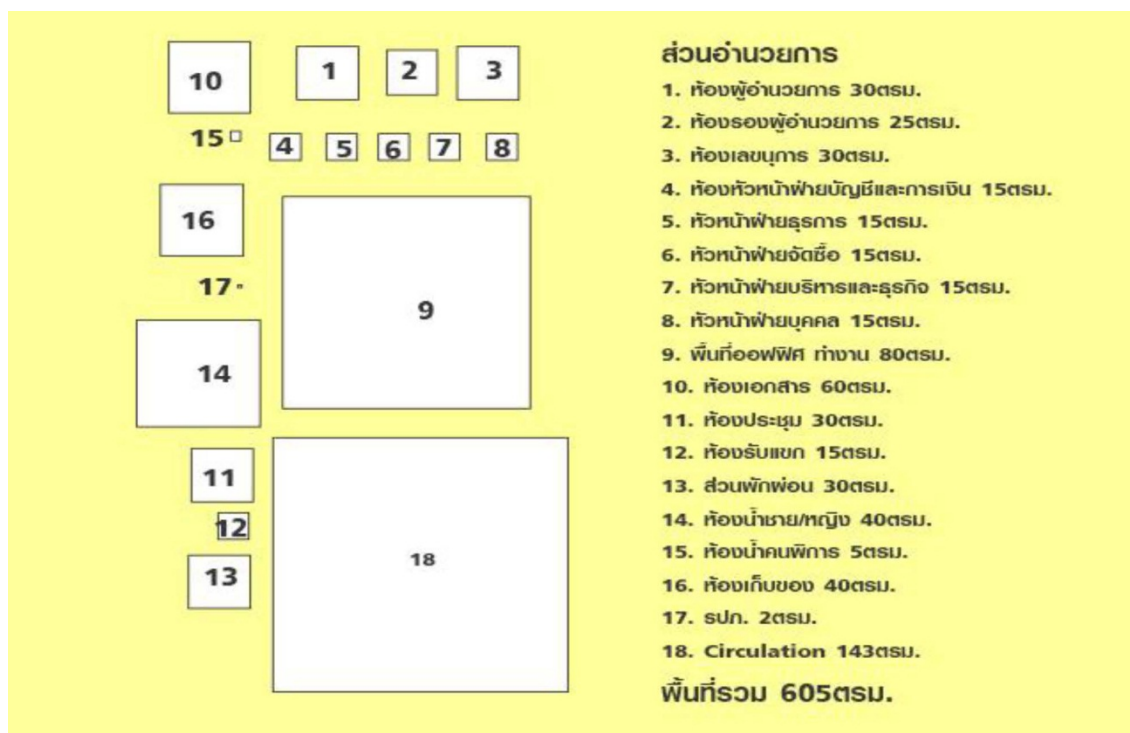 10
1
2
3
15
4
5
6
7
8
16
17
9
14
11
12
13
18
ส่วนอำนวยการ
1. ห้องผู้อำนวยการ 30ตรม.
2. ห้องรองผู้อำนวยการ 25ตรม.
3. ห้องเลขนุการ 30ตรม.
4. ห้องหัวหน้าฝ่ายบัญชีและการเงิน 15ตรม.
5. หัวหน้าฝ่ายธุรการ 15ตรม.
6. หัวหน้าฝ่ายจัดซื้อ 15ตรม.
7. หัวหน้าฝ่ายบริหารและธุรกิจ 15ตรม.
8. หัวหน้าฝ่ายบุคคล 15ตรม.
9. พื้นที่ออฟฟิศ ทำงาน 80ตรม.
10. ห้องเอกสาร 60ตรม.
11. ห้องประชุม 30ตรม.
12. ห้องรับแขก 15ตรม.
13. ส่วนพักผ่อน 30ตรม.
14. ห้องน้ำชาย/หญิง 40ตรม.
15. ห้องน้ำคนพิการ 5ตรม.
16. ห้องเก็บของ 40ตรม.
17. รปภ. 2ตรม.
18. Circulation 143ตรม.
พื้นที่รวม 605ตรม.